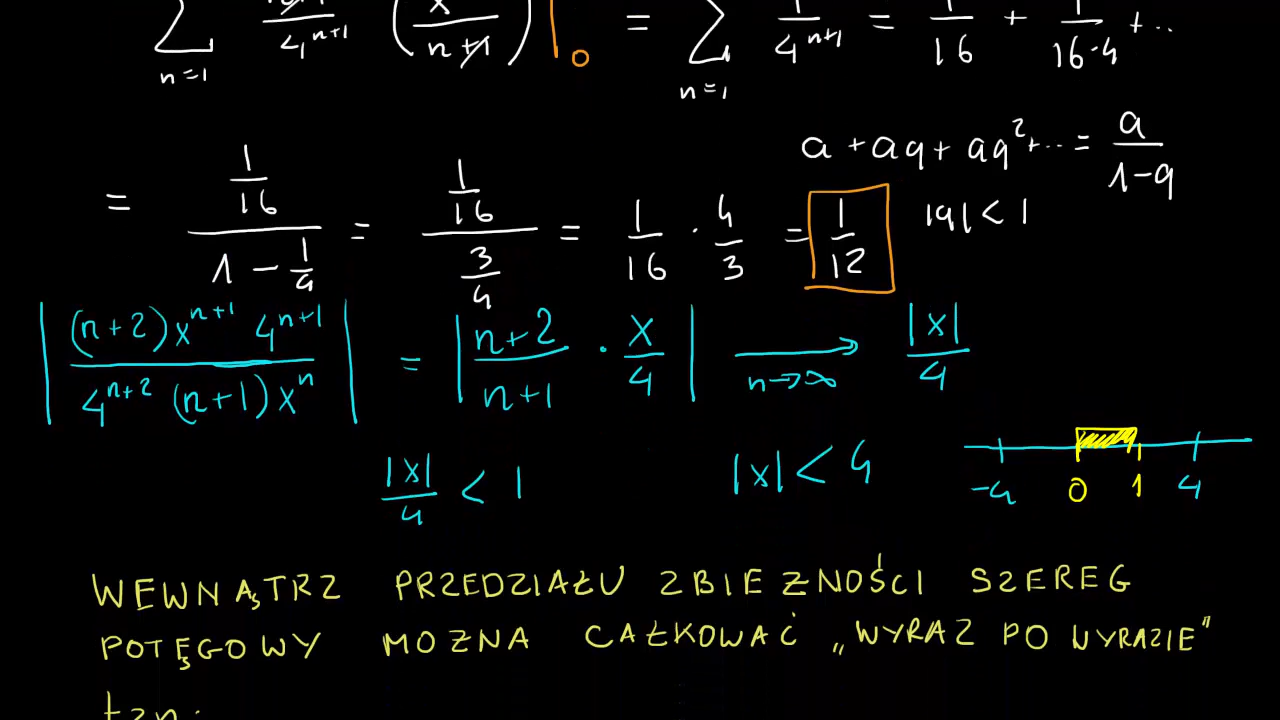 ∑ n=1 n+1/4^(n+1) (x/(n+1)) |₀ = ∑ n=1 1/4^(n+1) = 1/16 + 1/(16·4) + ...
a + aq + aq² + ... = a/(1-q)
= (1/16)/(1 - 1/4) = (1/16)/(3/4) = 1/16 · 4/3 = 1/12
|q| < 1
|(n+2)x^(n+1) 4^(n+1) / 4^(n+2) (n+1)x^n| = |(n+2)/(n+1) · x/4| → n→∞ |x|/4
|x|/4 < 1 |x| < 4
-4 0 1 4
WEWNĄTRZ PRZEDZIAŁU ZBIEŻNOŚCI SZEREG
POTĘGOWY MOZNA CAŁKOWAĆ „WYRAZ PO WYRAZIE"
tzn: